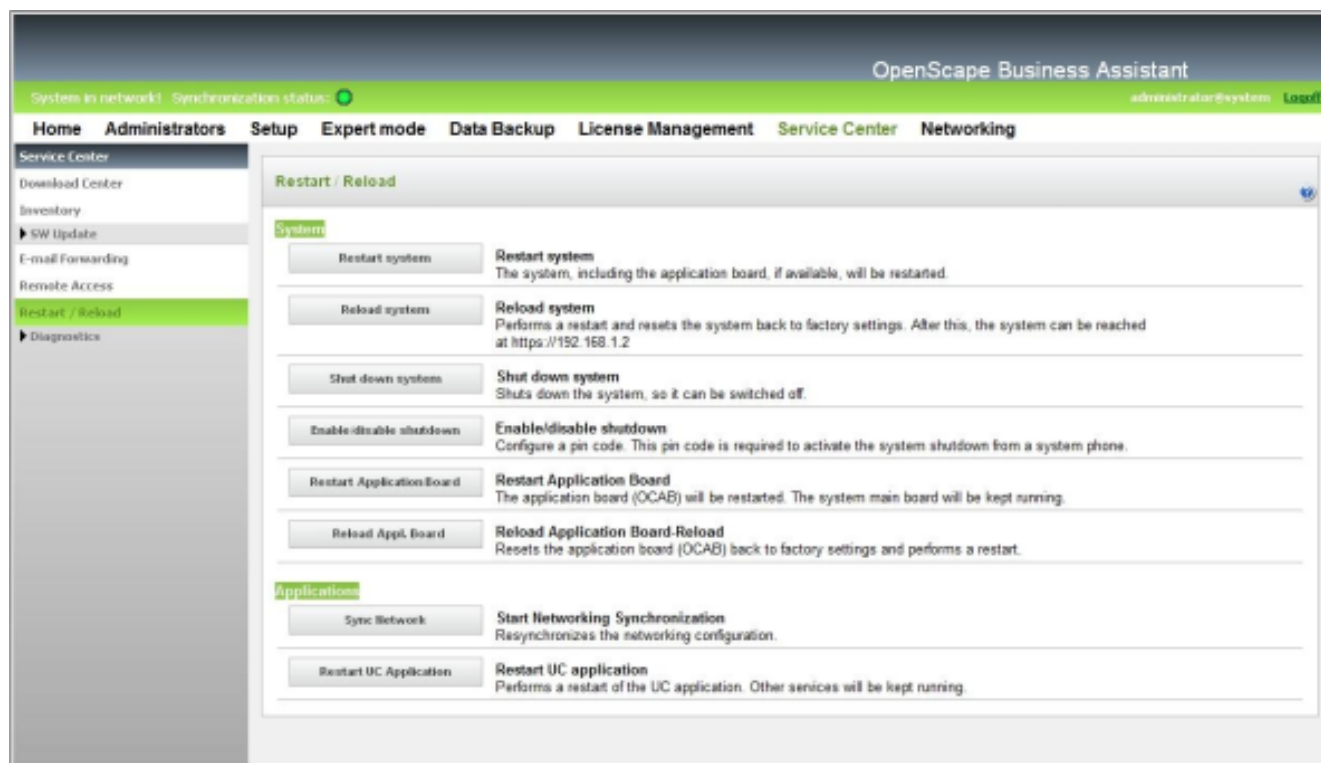 OpenScape Business Assistant
System in network! Synchronization status:
administrator@system Logoff
Home Administrators Setup Expert mode Data Backup License Management Service Center Networking
Service Center
Download Center
Inventory
SW Update
E-mail Forwarding
Remote Access
Restart / Reload
Diagnostics
Restart / Reload
System
Restart system
Restart system
The system, including the application board, if available, will be restarted.
Reload system
Reload system
Performs a restart and resets the system back to factory settings. After this, the system can be reached
at https://192.168.1.2
Shut down system
Shut down system
Shuts down the system, so it can be switched off.
Enable/disable shutdown
Enable/disable shutdown
Configure a pin code. This pin code is required to activate the system shutdown from a system phone.
Restart Application Board
Restart Application Board
The application board (OCAB) will be restarted. The system main board will be kept running.
Reload Appl. Board
Reload Application Board-Reload
Resets the application board (OCAB) back to factory settings and performs a restart.
Applications
Sync Network
Start Networking Synchronization
Resynchronizes the networking configuration.
Restart UC Application
Restart UC application
Performs a restart of the UC application. Other services will be kept running.